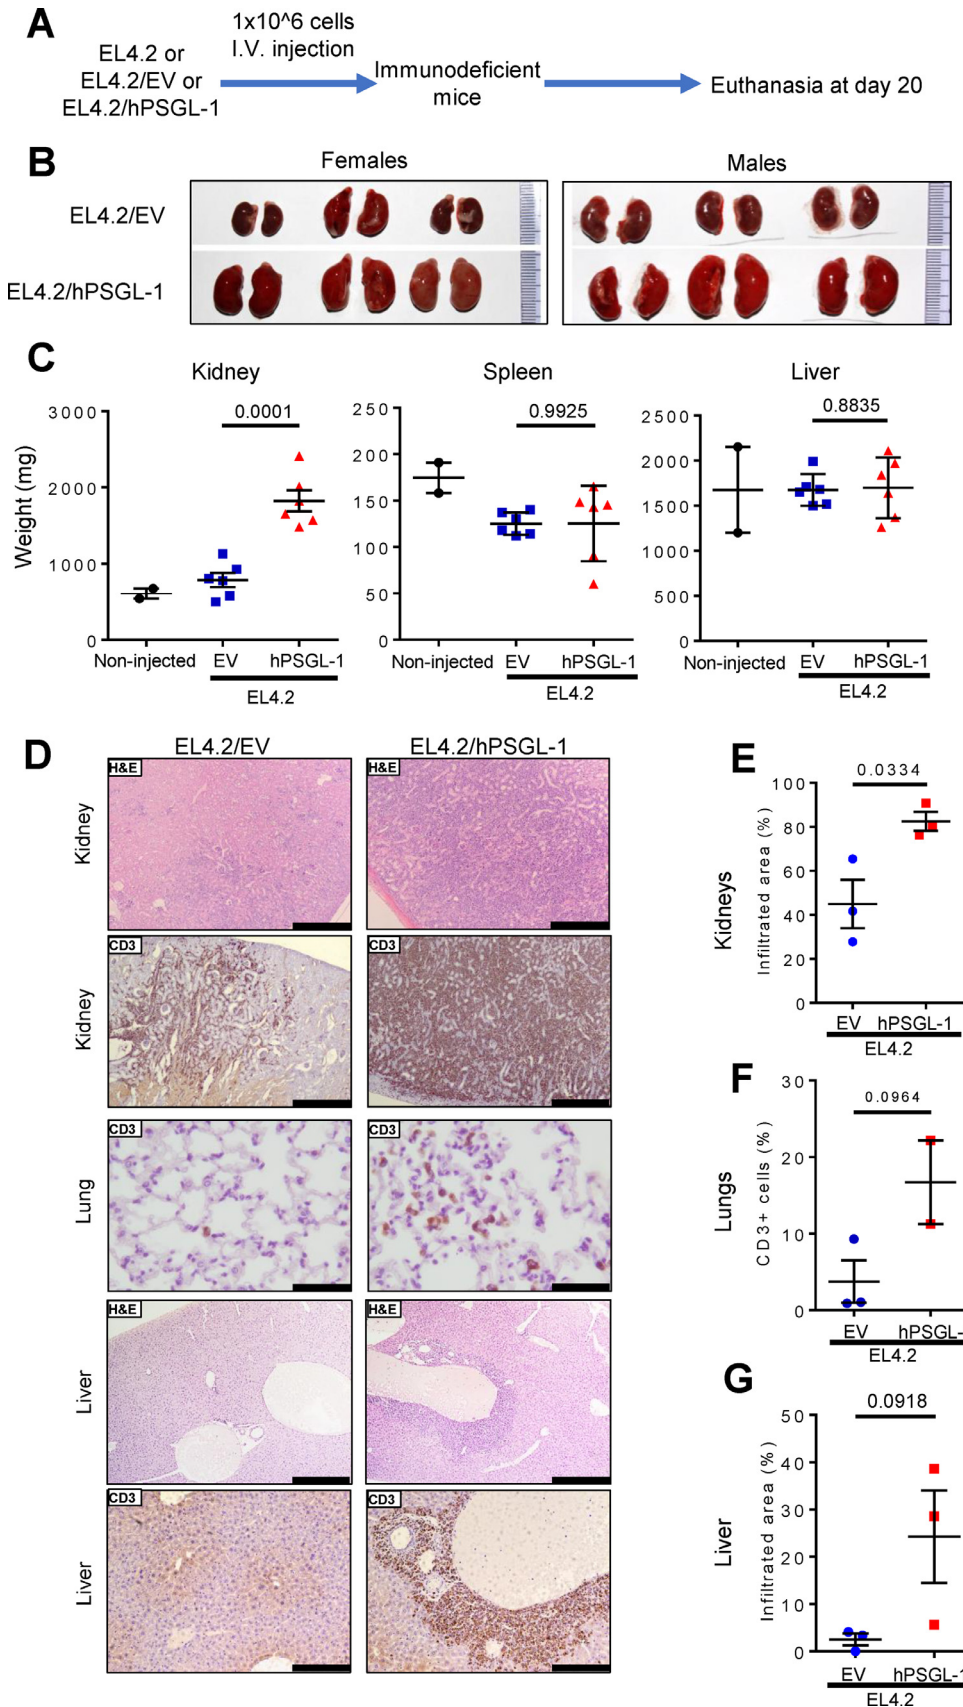 A
EL4.2 or
EL4.2/EV or
EL4.2/hPSGL-1
1x10^6 cells
I.V. injection
Immunodeficient
mice
Euthanasia at day 20
B
Females
Males
EL4.2/EV
EL4.2/hPSGL-1
C
Kidney
Spleen
Liver
Weight (mg)
3000
2000
1000
0
0.0001
Non-injected
EV
hPSGL-1
EL4.2
250
200
150
100
50
0
0.9925
Non-injected
EV
hPSGL-1
EL4.2
2500
2000
1500
1000
500
0
0.8835
Non-injected
EV
hPSGL-1
EL4.2
D
EL4.2/EV
EL4.2/hPSGL-1
Kidney
H&E
H&E
Kidney
CD3
CD3
Lung
CD3
CD3
Liver
H&E
H&E
Liver
CD3
CD3
E
Kidneys
Infiltrated area (%)
100
80
60
40
20
0
0.0334
EV
hPSGL-1
EL4.2
F
Lungs
CD3+ cells (%)
30
20
10
0
0.0964
EV
hPSGL-
EL4.2
G
Liver
Infiltrated area (%)
50
40
30
20
10
0
0.0918
EV
hPSGL-1
EL4.2